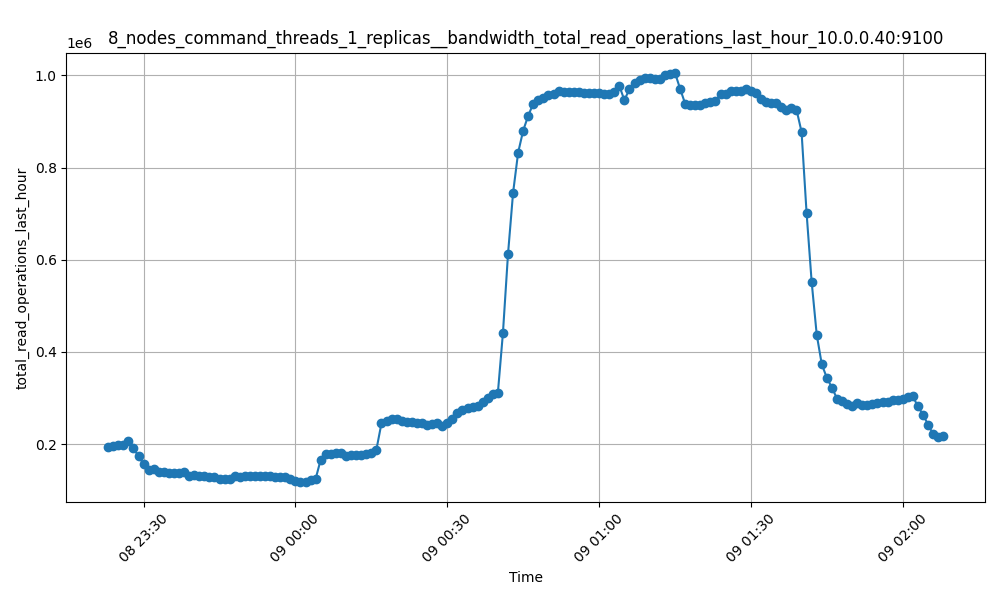 8_nodes_command_threads_1_replicas__bandwidth_total_read_operations_last_hour_10.0.0.40:9100
1e6
1.0
0.8
0.6
0.4
0.2
total_read_operations_last_hour
08 23:30
09 00:00
09 00:30
09 01:00
09 01:30
09 02:00
Time